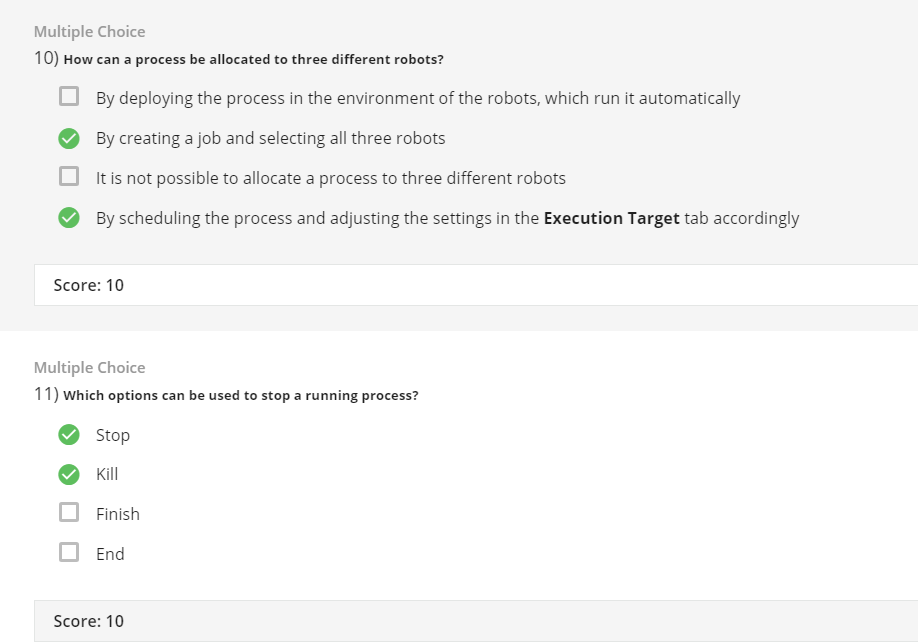 Multiple Choice
10) How can a process be allocated to three different robots?
By deploying the process in the environment of the robots, which run it automatically
By creating a job and selecting all three robots
It is not possible to allocate a process to three different robots
By scheduling the process and adjusting the settings in the Execution Target tab accordingly
Score: 10
Multiple Choice
11) Which options can be used to stop a running process?
Stop
Kill
Finish
End
Score: 10